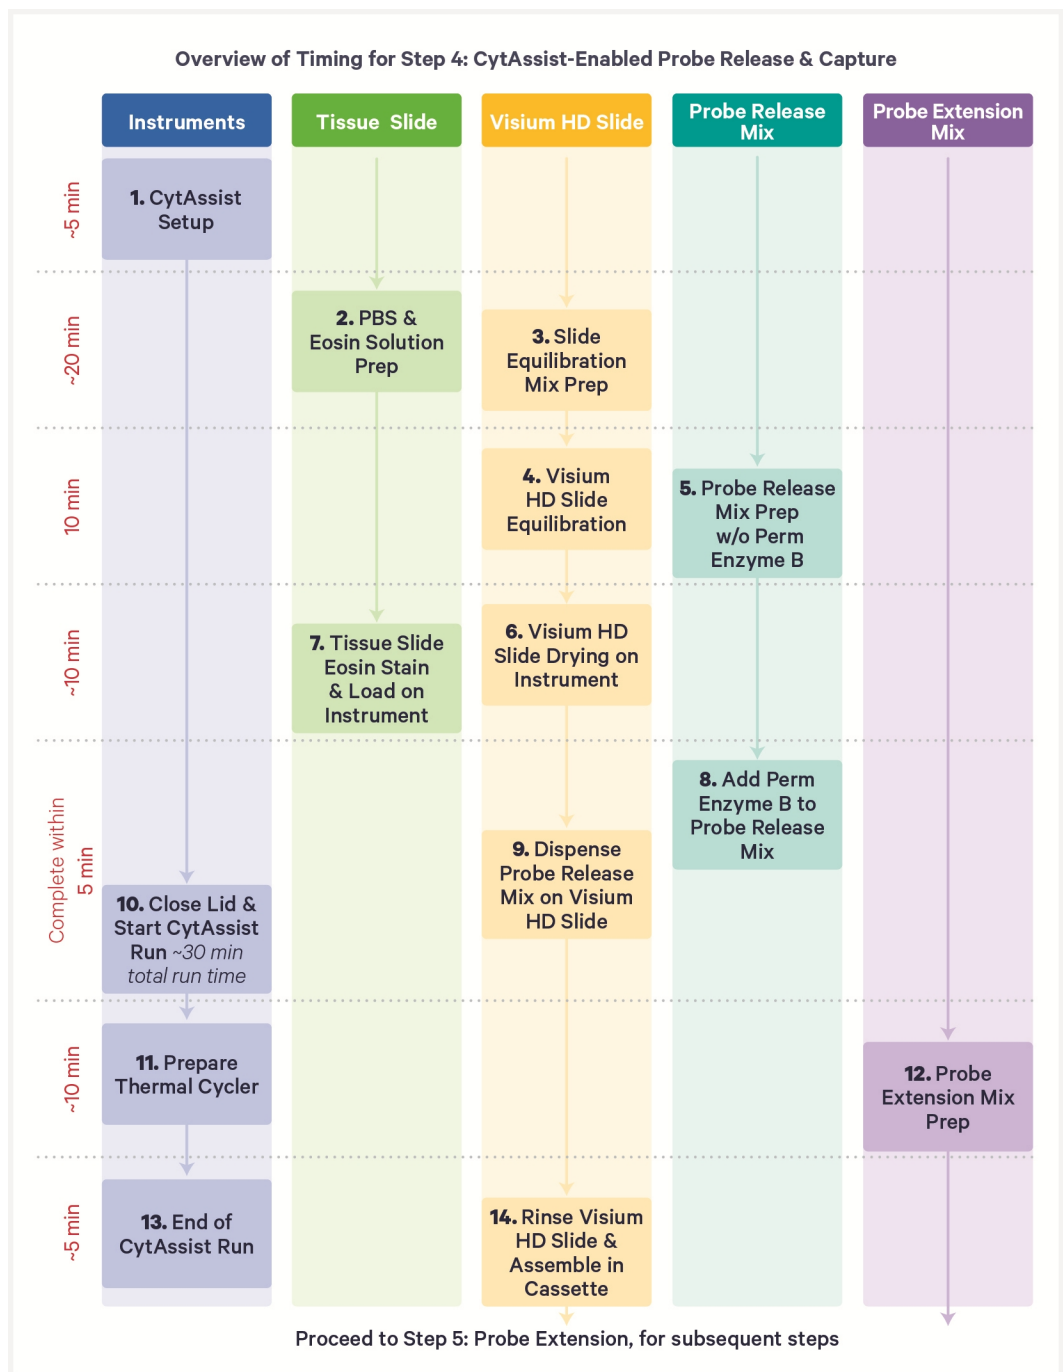 Overview of Timing for Step 4: CytAssist-Enabled Probe Release & Capture
Instruments
Tissue Slide
Visium HD Slide
Probe Release
Mix
Probe Extension
Mix
~5 min
1. CytAssist
Setup
~20 min
2. PBS &
Eosin Solution
Prep
3. Slide
Equilibration
Mix Prep
10 min
4. Visium
HD Slide
Equilibration
5. Probe Release
Mix Prep
w/o Perm
Enzyme B
~10 min
6. Visium HD
Slide Drying on
Instrument
7. Tissue Slide
Eosin Stain
& Load on
Instrument
Complete within
5 min
8. Add Perm
Enzyme B to
Probe Release
Mix
9. Dispense
Probe Release
Mix on Visium
HD Slide
10. Close Lid &
Start CytAssist
Run ~30 min
total run time
~10 min
11. Prepare
Thermal Cycler
12. Probe
Extension Mix
Prep
~5 min
13. End of
CytAssist Run
14. Rinse Visium
HD Slide &
Assemble in
Cassette
Proceed to Step 5: Probe Extension, for subsequent steps